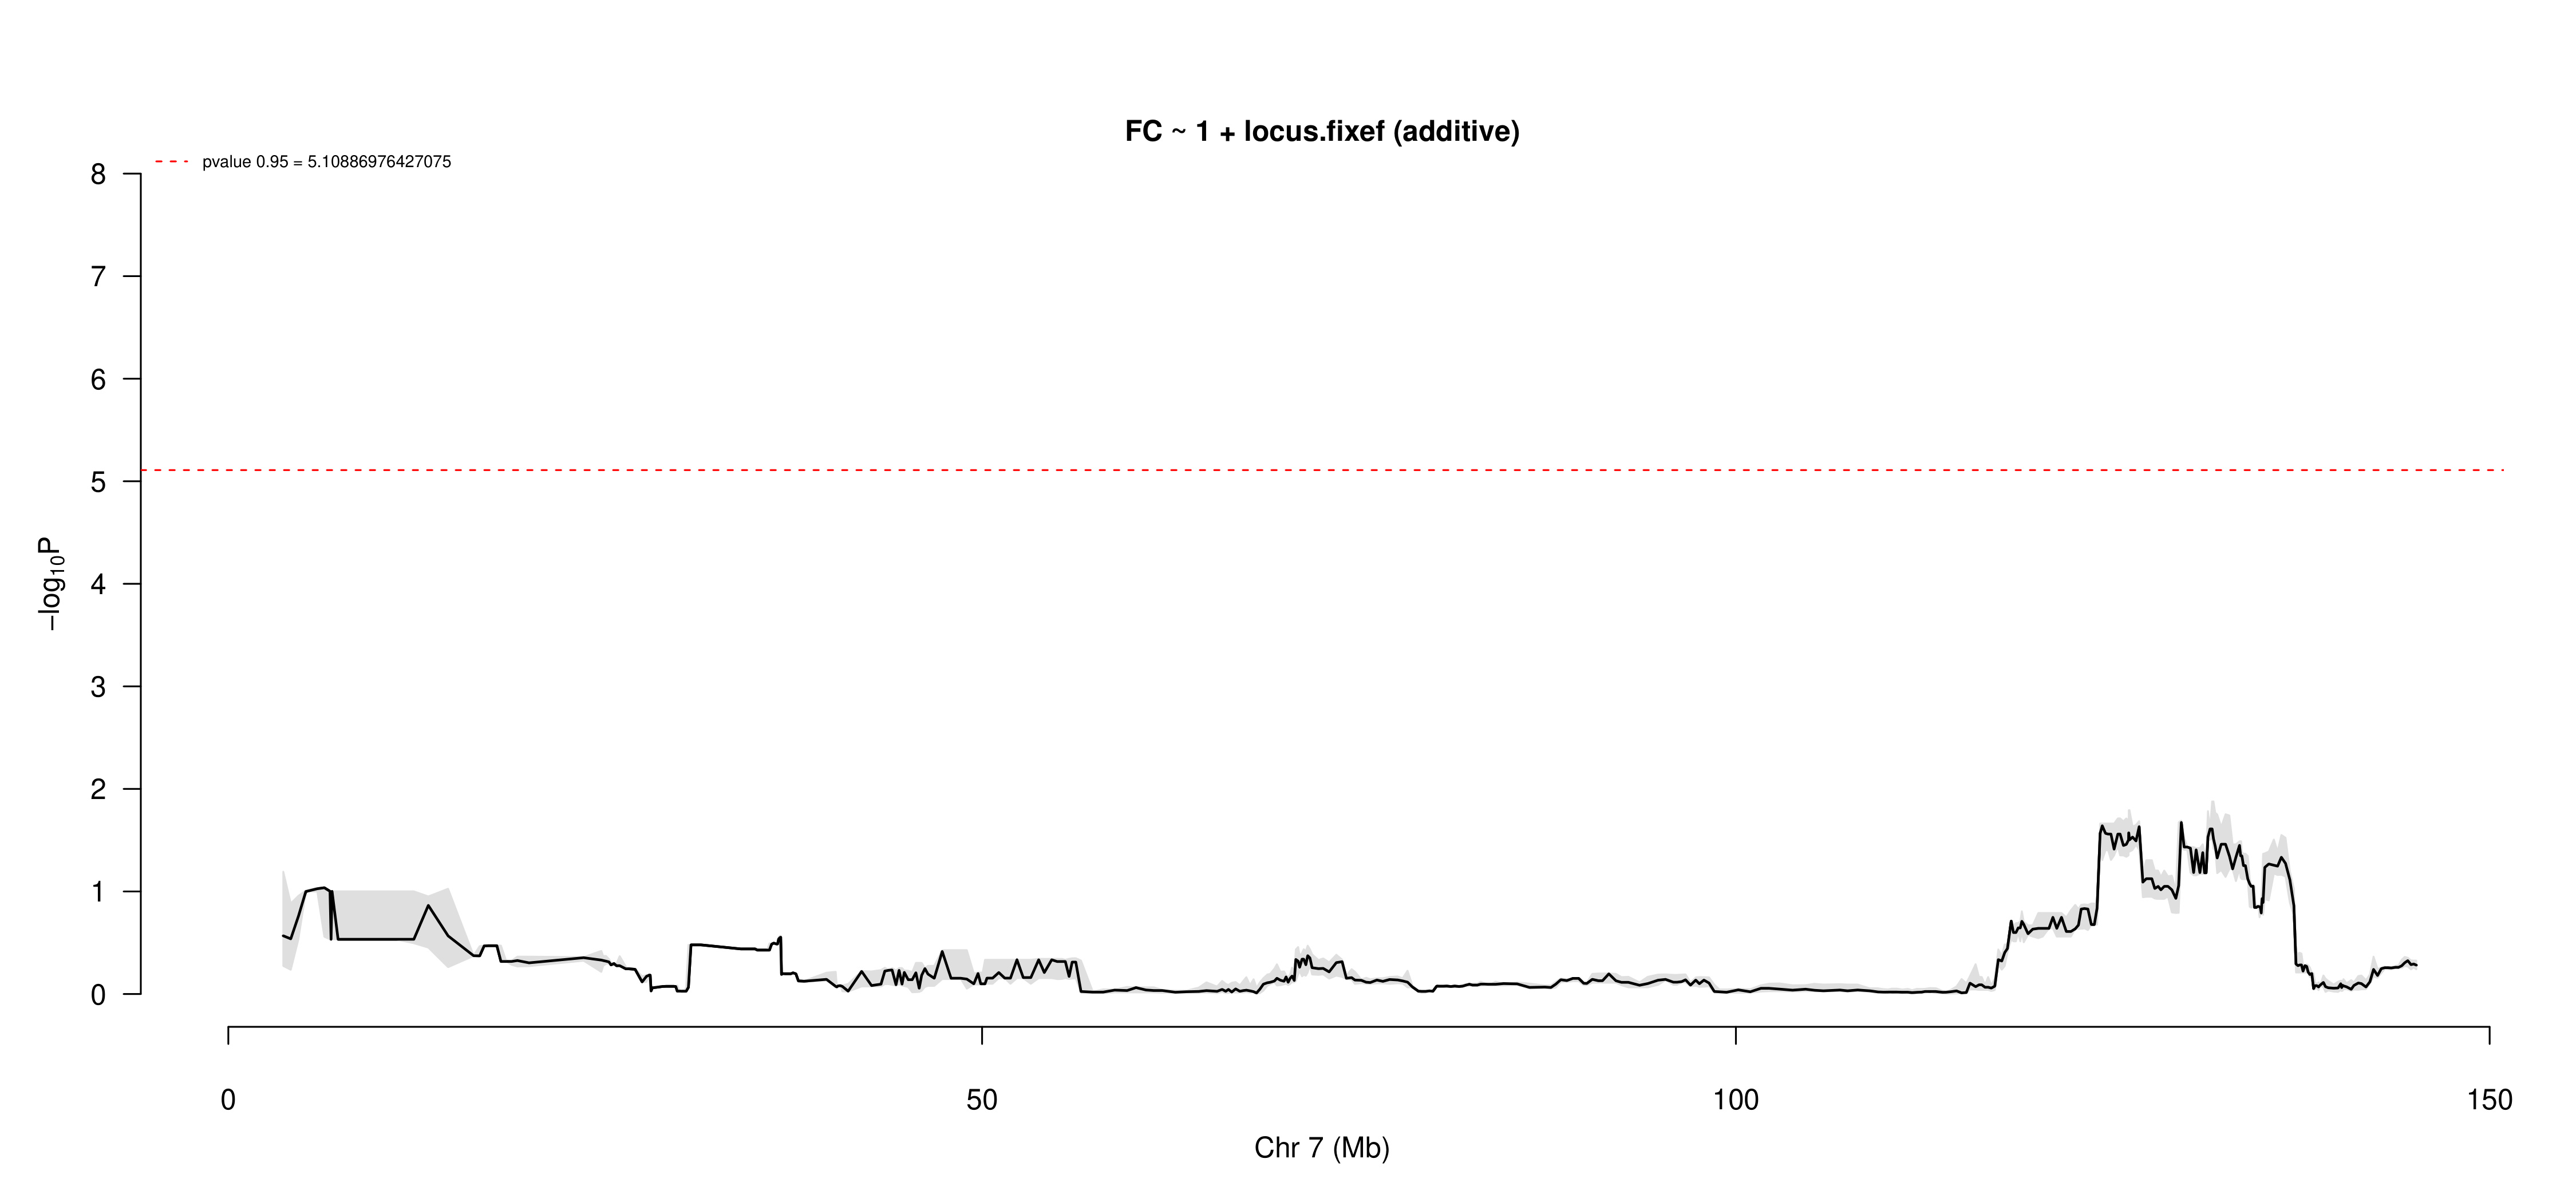 FC ~ 1 + locus.fixef (additive)
pvalue 0.95 = 5.10886976427075
8
7
6
5
4
3
2
1
0
−log10P
0 50 100 150
Chr 7 (Mb)